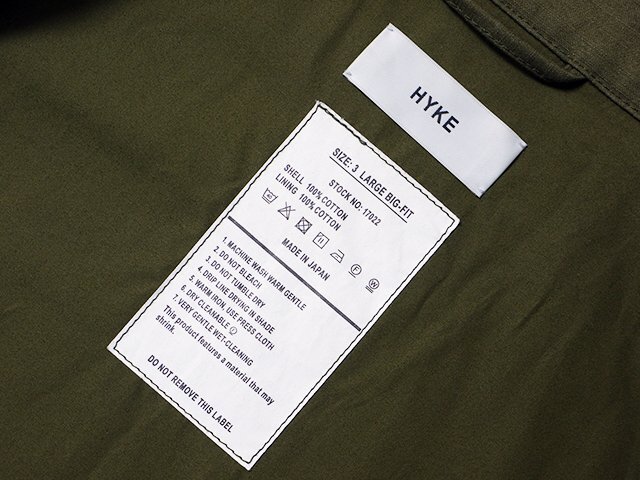 HYKE
SIZE: 3 LARGE BIG-FIT
STOCK NO: 17022
SHELL 100% COTTON
LINING 100% COTTON
MADE IN JAPAN
1. MACHINE WASH WARM GENTLE
2. DO NOT BLEACH
3. DO NOT TUMBLE DRY
4. DRIP LINE DRYING IN SHADE
5. WARM IRON, USE PRESS CLOTH
6. DRY CLEANABLE Ⓕ
7. VERY GENTLE WET-CLEANING
This product features a material that may
shrink.
DO NOT REMOVE THIS LABEL